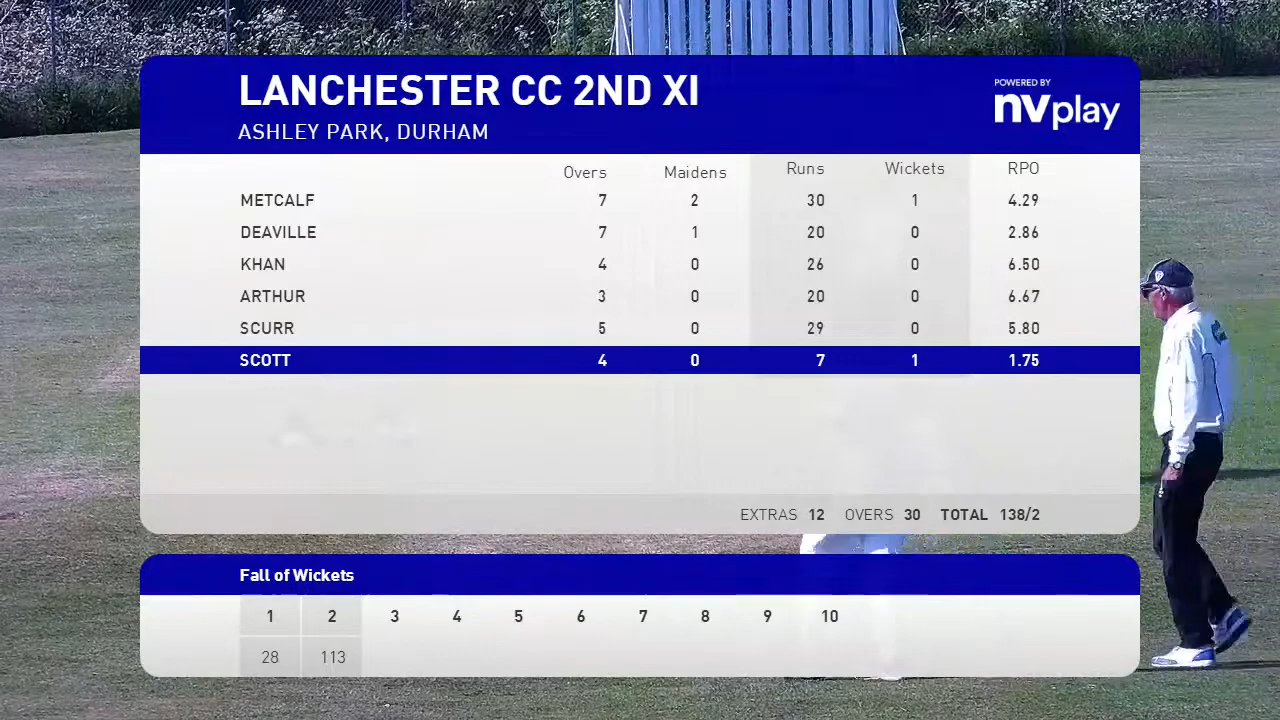 LANCHESTER CC 2ND XI
ASHLEY PARK, DURHAM
POWERED BY
nvplay
Overs Maidens Runs Wickets RPO
METCALF 7 2 30 1 4.29
DEAVILLE 7 1 20 0 2.86
KHAN 4 0 26 0 6.50
ARTHUR 3 0 20 0 6.67
SCURR 5 0 29 0 5.80
SCOTT 4 0 7 1 1.75
EXTRAS 12 OVERS 30 TOTAL 138/2
Fall of Wickets
1 2 3 4 5 6 7 8 9 10
28 113